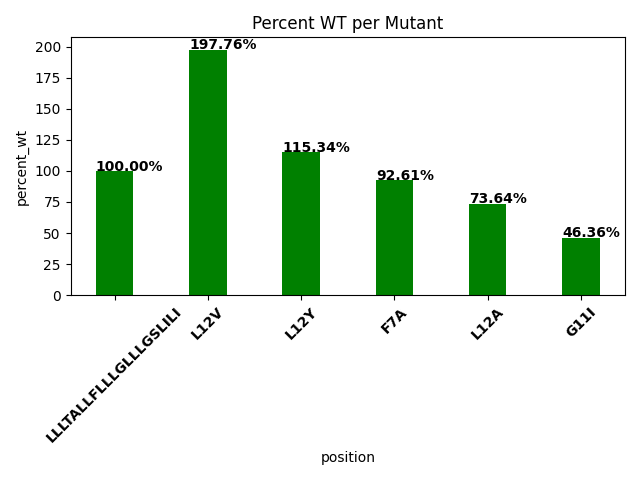 Percent WT per Mutant
percent_wt
200
175
150
125
100
75
50
25
0
100.00%
197.76%
115.34%
92.61%
73.64%
46.36%
LLLTALLFLLLGLLLGSLILI
L12V
L12Y
F7A
L12A
G11I
position